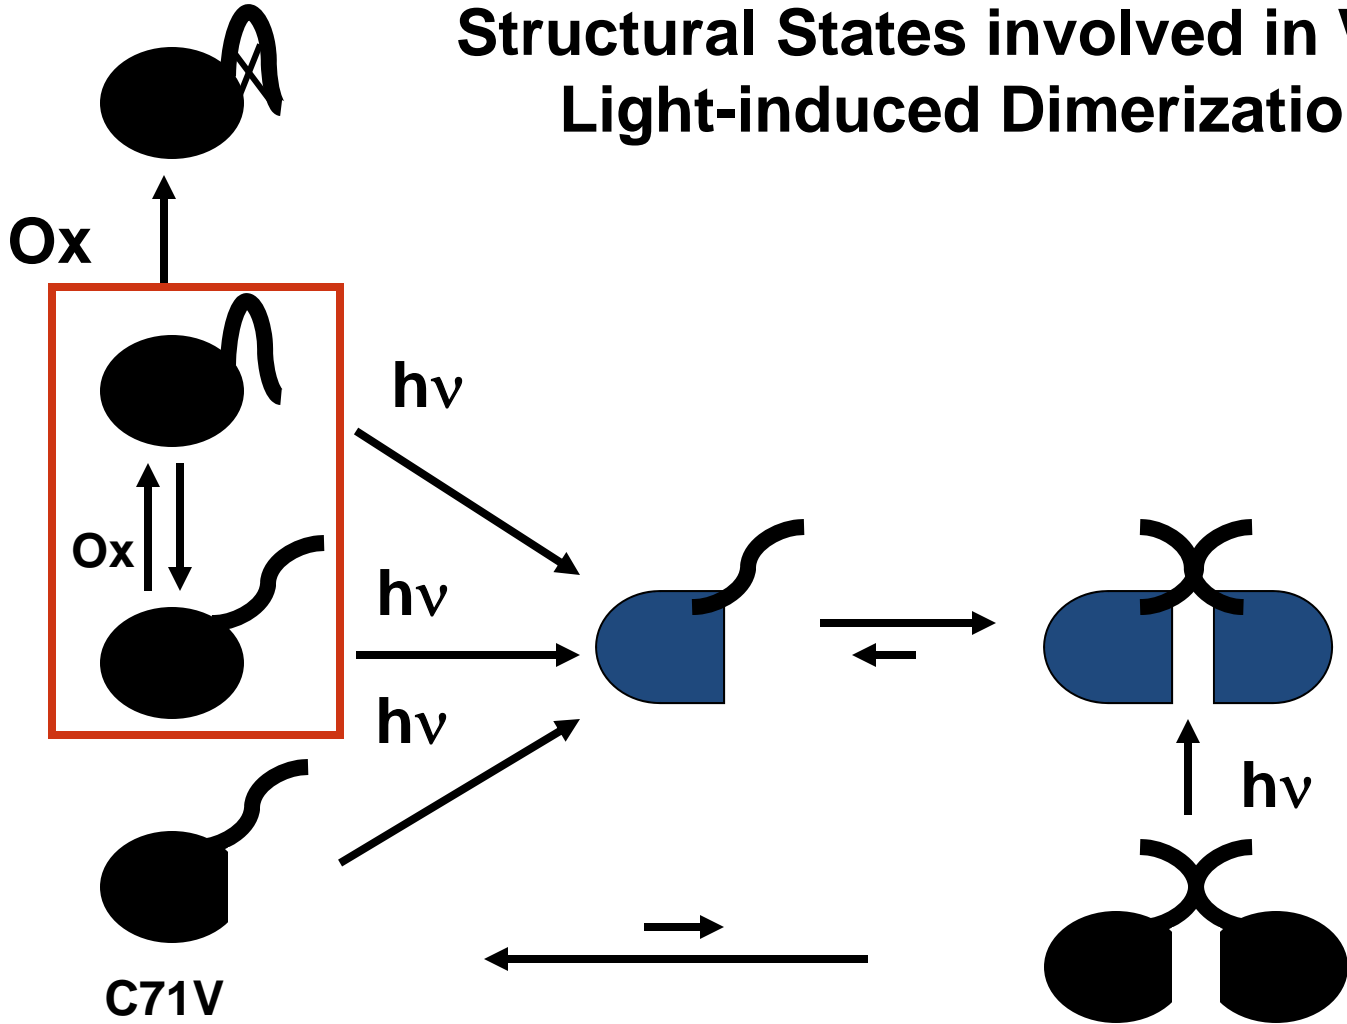 Structural States involved in
Light-induced Dimerizatio
Ox
hν
Ox
hν
hν
hν
C71V